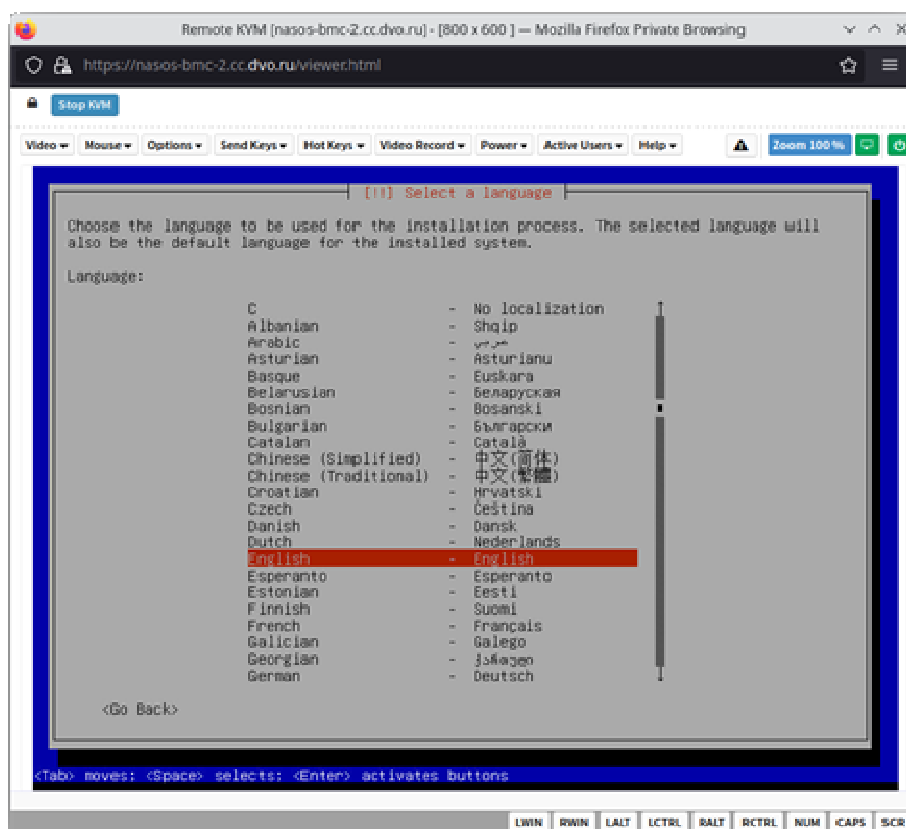 Remote KVM [nasos-bmc-2.cc.dvo.ru] - [800 x 600 ] — Mozilla Firefox Private Browsing
https://nasos-bmc-2.cc.dvo.ru/viewer.html
Stop KVM
Video Mouse Options Send Keys Hot Keys Video Record Power Active Users Help Zoom 100 %
[!!] Select a language
Choose the language to be used for the installation process. The selected language will
also be the default language for the installed system.
Language:
C - No localization
Albanian - Shqip
Arabic - عربي
Asturian - Asturianu
Basque - Euskara
Belarusian - Беларуская
Bosnian - Bosanski
Bulgarian - Български
Catalan - Català
Chinese (Simplified) - 中文(简体)
Chinese (Traditional) - 中文(繁體)
Croatian - Hrvatski
Czech - Čeština
Danish - Dansk
Dutch - Nederlands
English - English
Esperanto - Esperanto
Estonian - Eesti
Finnish - Suomi
French - Français
Galician - Galego
Georgian - ქართული
German - Deutsch
<Go Back>
<Tab> moves; <Space> selects; <Enter> activates buttons
LWIN RWIN LALT LCTRL RALT RCTRL NUM CAPS SCR